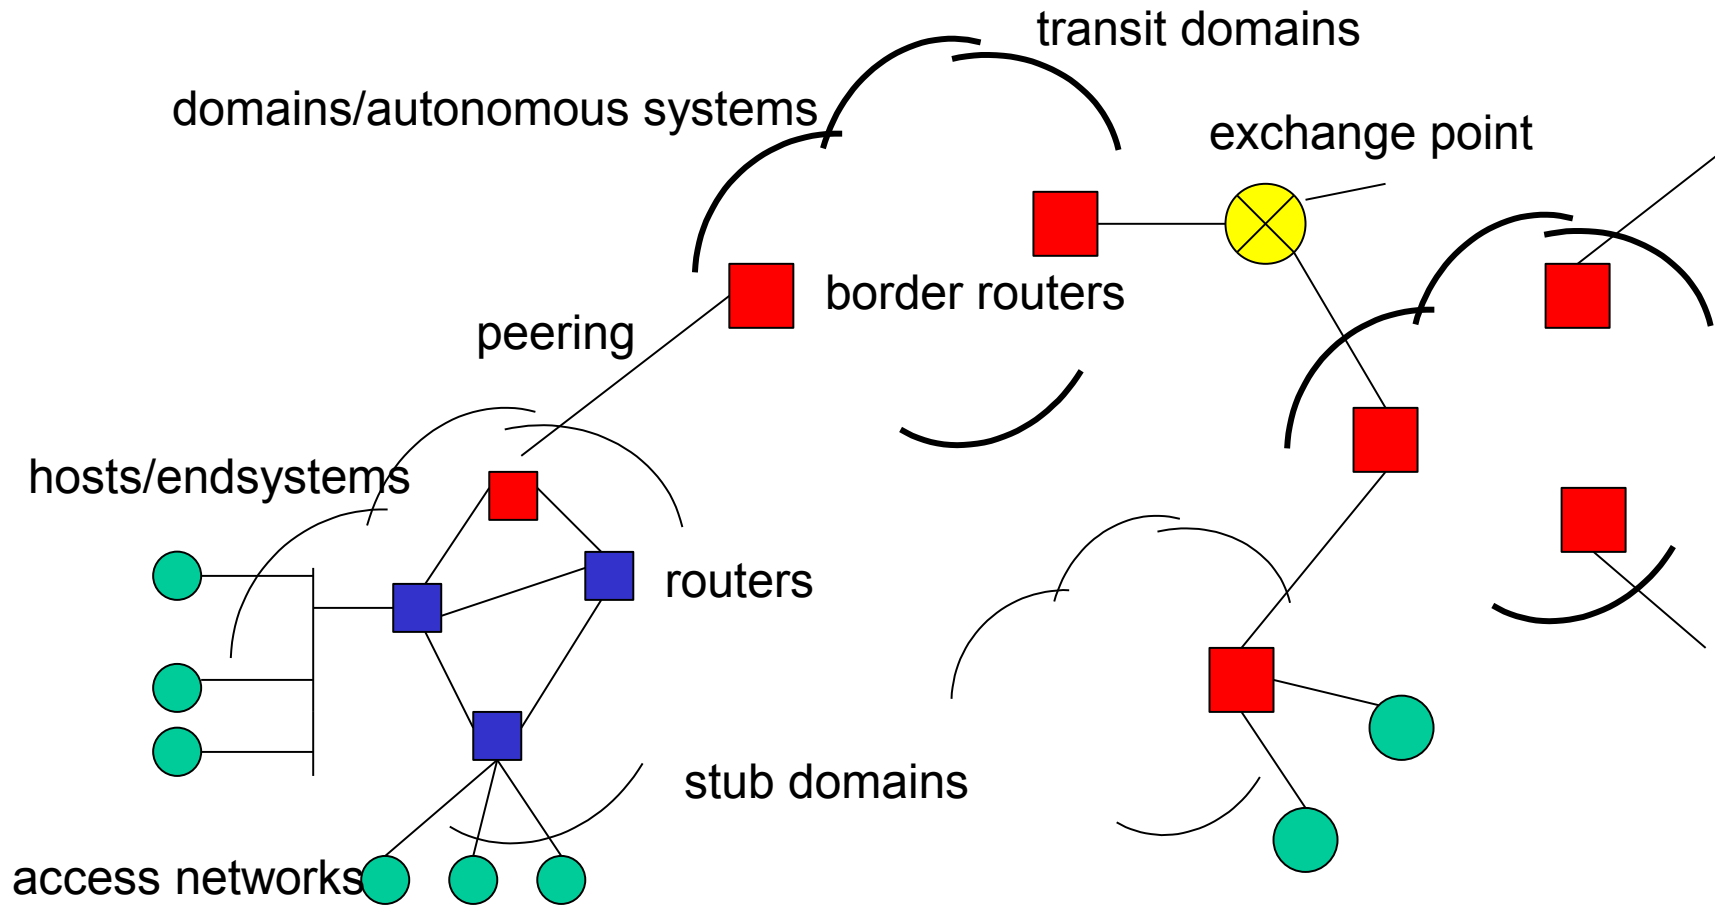 transit domains
domains/autonomous systems
exchange point
border routers
peering
hosts/endsystems
routers
stub domains
access networks